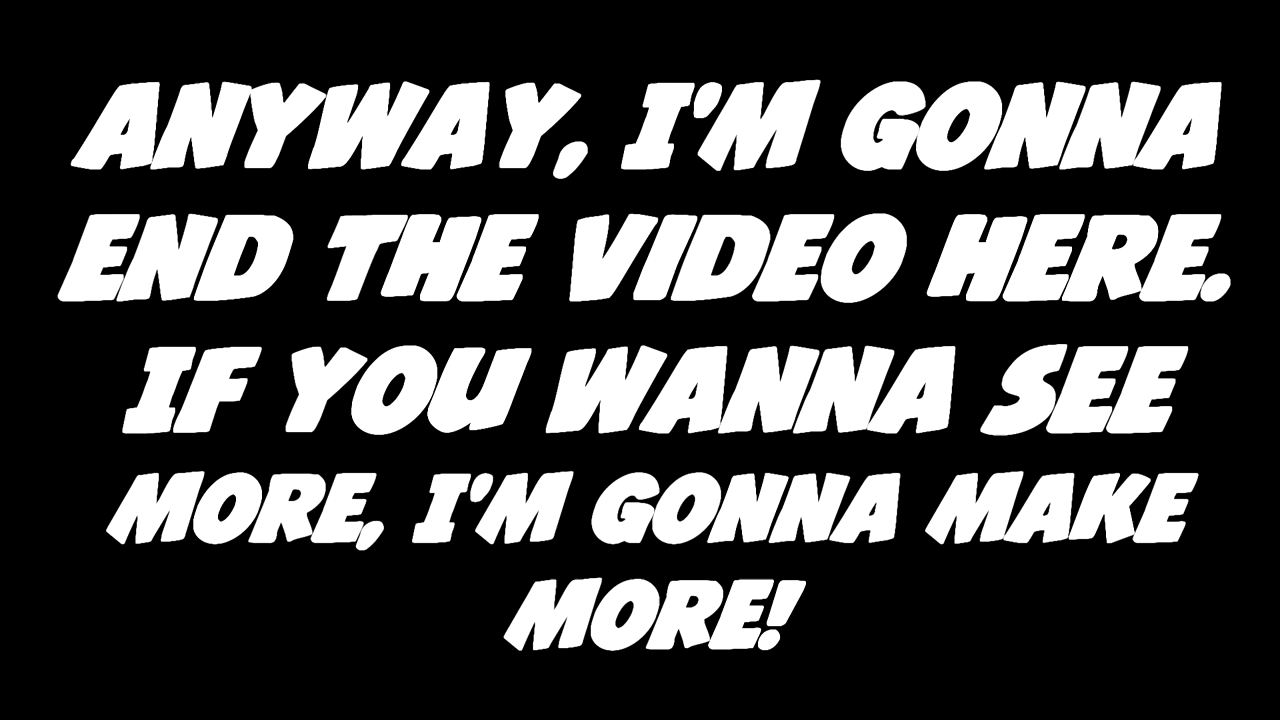 ANYWAY, I'M GONNA
END THE VIDEO HERE.
IF YOU WANNA SEE
MORE, I'M GONNA MAKE
MORE!